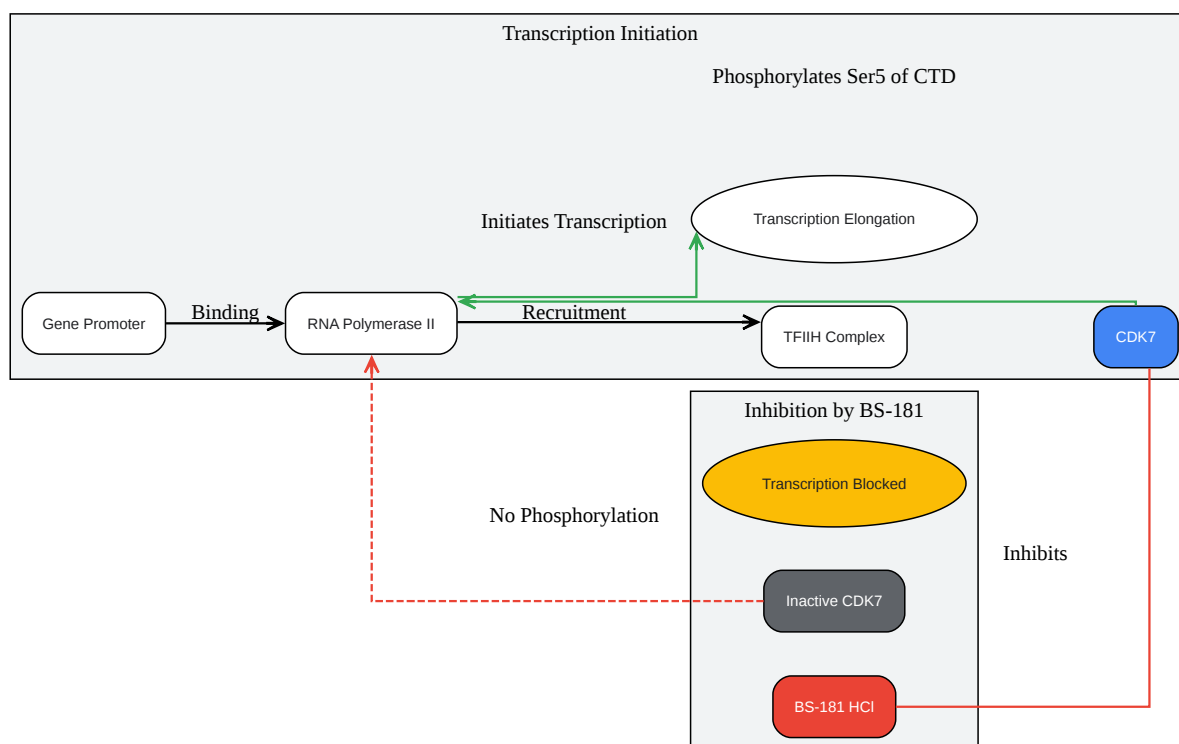 Transcription Initiation
Phosphorylates Ser5 of CTD
Transcription Elongation
Initiates Transcription
Gene Promoter
Binding
RNA Polymerase II
Recruitment
TFIIH Complex
CDK7
Inhibition by BS-181
Transcription Blocked
No Phosphorylation
Inhibits
Inactive CDK7
BS-181 HCl